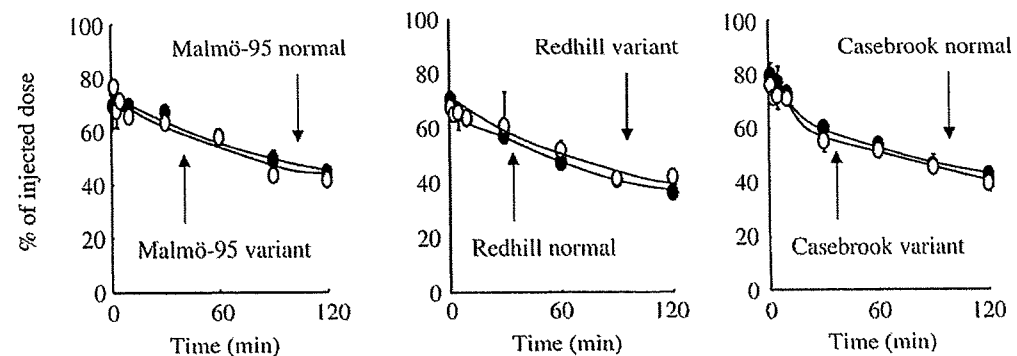 % of injected dose
100
80
60
40
20
0
Malmö-95 normal
Malmö-95 variant
0 60 120
Time (min)
100
80
60
40
20
0
Redhill variant
Redhill normal
0 60 120
Time (min)
100
80
60
40
20
0
Casebrook normal
Casebrook variant
0 60 120
Time (min)